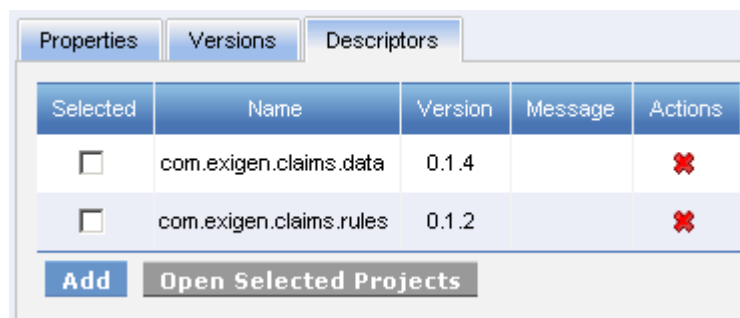 Properties Versions Descriptors
Selected Name Version Message Actions
com.exigen.claims.data 0.1.4
com.exigen.claims.rules 0.1.2
Add Open Selected Projects